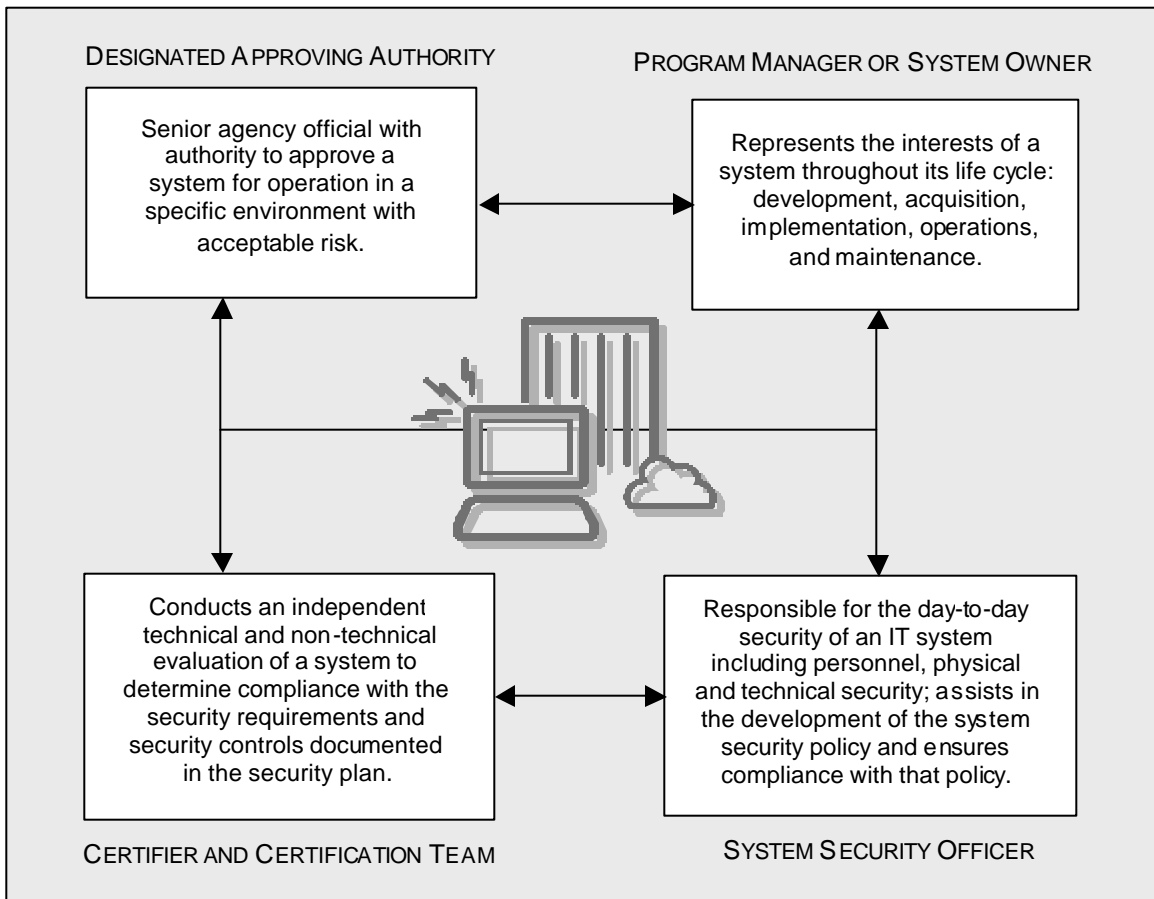 DESIGNATED APPROVING AUTHORITY
Senior agency official with
authority to approve a
system for operation in a
specific environment with
acceptable risk.
PROGRAM MANAGER OR SYSTEM OWNER
Represents the interests of a
system throughout its life cycle:
development, acquisition,
implementation, operations,
and maintenance.
Conducts an independent
technical and non-technical
evaluation of a system to
determine compliance with the
security requirements and
security controls documented
in the security plan.
CERTIFIER AND CERTIFICATION TEAM
Responsible for the day-to-day
security of an IT system
including personnel, physical
and technical security; assists in
the development of the system
security policy and ensures
compliance with that policy.
SYSTEM SECURITY OFFICER